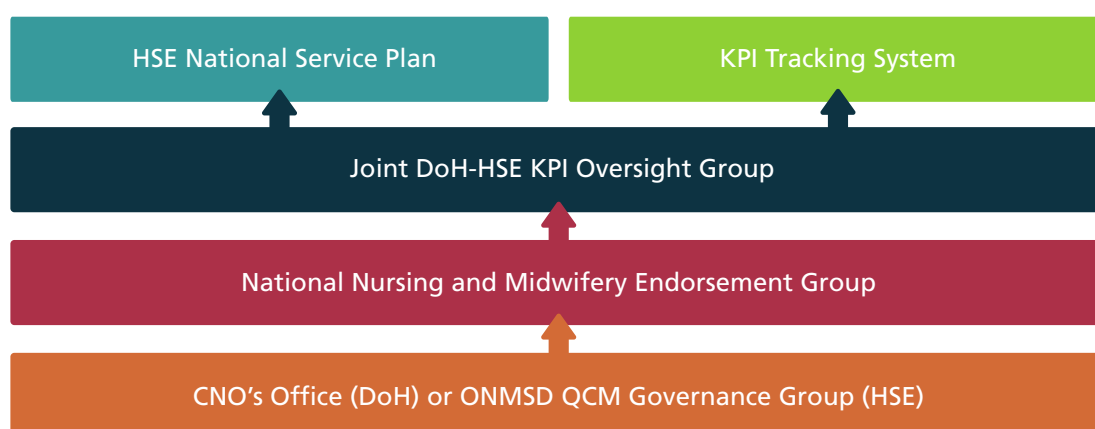 HSE National Service Plan
KPI Tracking System
Joint DoH-HSE KPI Oversight Group
National Nursing and Midwifery Endorsement Group
CNO’s Office (DoH) or ONMSD QCM Governance Group (HSE)